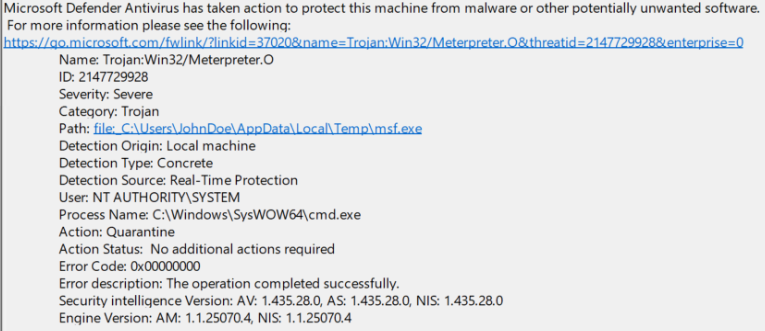 Microsoft Defender Antivirus has taken action to protect this machine from malware or other potentially unwanted software.
For more information please see the following:
https://go.microsoft.com/fwlink/?linkid=37020&name=Trojan:Win32/Meterpreter.O&threatid=2147729928&enterprise=0
Name: Trojan:Win32/Meterpreter.O
ID: 2147729928
Severity: Severe
Category: Trojan
Path: file:_C:\Users\JohnDoe\AppData\Local\Temp\msf.exe
Detection Origin: Local machine
Detection Type: Concrete
Detection Source: Real-Time Protection
User: NT AUTHORITY\SYSTEM
Process Name: C:\Windows\SysWOW64\cmd.exe
Action: Quarantine
Action Status:  No additional actions required
Error Code: 0x00000000
Error description: The operation completed successfully.
Security intelligence Version: AV: 1.435.28.0, AS: 1.435.28.0, NIS: 1.435.28.0
Engine Version: AM: 1.1.25070.4, NIS: 1.1.25070.4